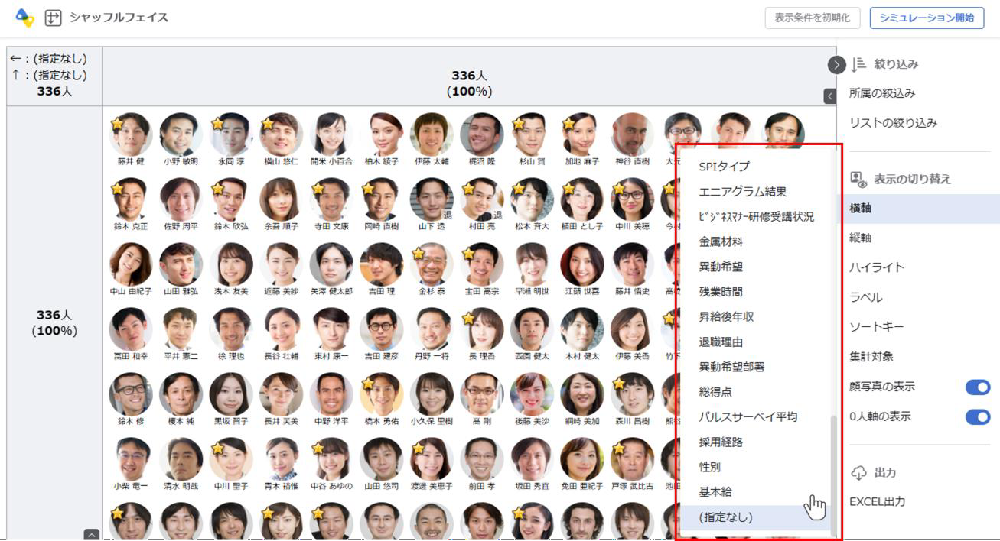 シャッフルフェイス
表示条件を初期化
シミュレーション開始
←：(指定なし)
↑：(指定なし)
336人
336人
(100%)
336人
(100%)
藤井 健 小野 敏明 永岡 淳 横山 悠仁 開米 小百合 柏木 綾子 伊藤 太輔 梶沼 隆 杉山 賢 加地 麻子 神谷 直樹
鈴木 克正 佐野 周平 鈴木 欣弘 余吾 順子 寺田 文康 岡崎 直樹 山下 透 退 村田 亮 退 松本 斉大 植田 とし子 中川 美穂 今村
中山 由紀子 山田 雅弘 浅木 友美 近藤 美紗 矢澤 健太郎 吉田 理 金杉 泰 宝田 高宗 早瀬 明世 江頭 世喜 藤井 悟史
冨田 和幸 平井 憲二 徐 理也 長谷 壮輔 東村 康一 吉田 建彦 丹野 一将 長 理香 西園 健太 木村 健太 伊藤 美香 竹下
鈴木 修 榎本 純 黒坂 智子 長井 芙美 中野 洋平 橋本 勇佑 小久保 里樹 高 剛 後藤 美沙 綱崎 美加 森川 昌樹 熊谷
小柴 竜一 清水 明哉 中川 聖子 青木 裕惟 中谷 あゆの 山田 悠司 渡邊 美恵子 前田 孝 坂田 秀宜 免田 亜紀子 戸塚 武比古 池田
SPIタイプ
エニアグラム結果
ﾋﾞｼﾞﾈｽﾏﾅｰ研修受講状況
金属材料
異動希望
残業時間
昇給後年収
退職理由
異動希望部署
総得点
パルスサーベイ平均
採用経路
性別
基本給
(指定なし)
絞り込み
所属の絞込み
リストの絞り込み
表示の切り替え
横軸
縦軸
ハイライト
ラベル
ソートキー
集計対象
顔写真の表示
0人軸の表示
出力
EXCEL出力